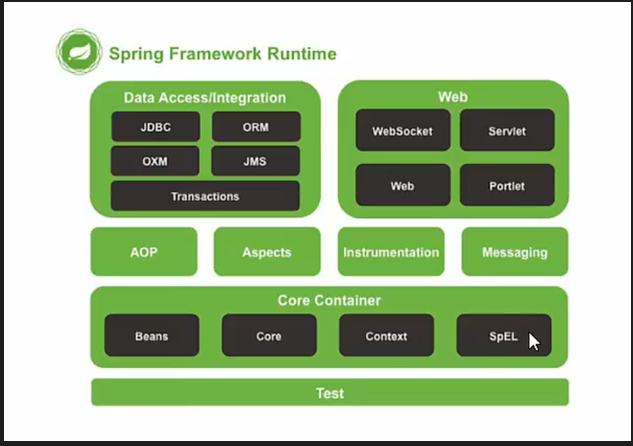 Spring Framework Runtime
Data Access/Integration
JDBC
ORM
OXM
JMS
Transactions
Web
WebSocket
Servlet
Web
Portlet
AOP
Aspects
Instrumentation
Messaging
Core Container
Beans
Core
Context
SpEL
Test